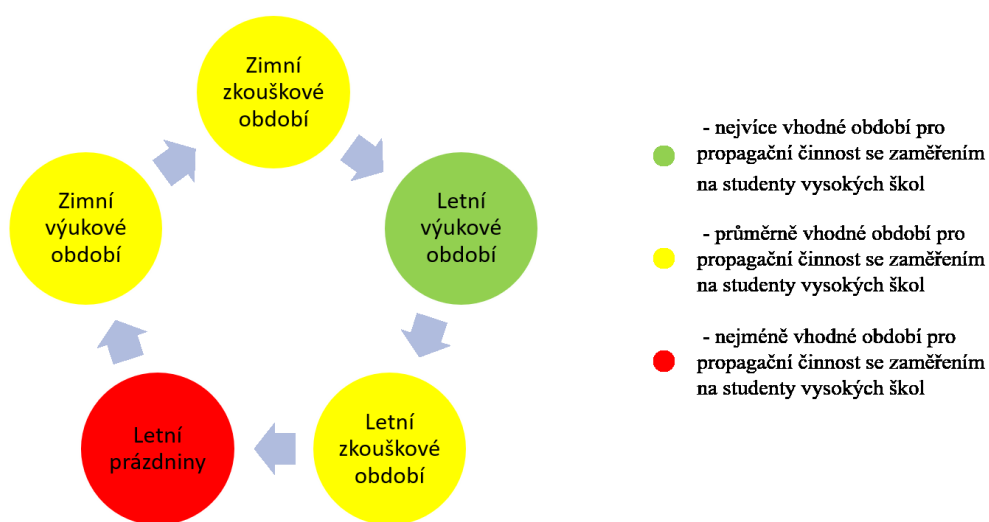 Zimní
zkouškové
období
Letní
výukové
období
Letní
zkouškové
období
Letní
prázdniny
Zimní
výukové
období
- nejvíce vhodné období pro
propagační činnost se zaměřením
na studenty vysokých škol
- průměrně vhodné období pro
propagační činnost se zaměřením
na studenty vysokých škol
- nejméně vhodné období pro
propagační činnost se zaměřením
na studenty vysokých škol